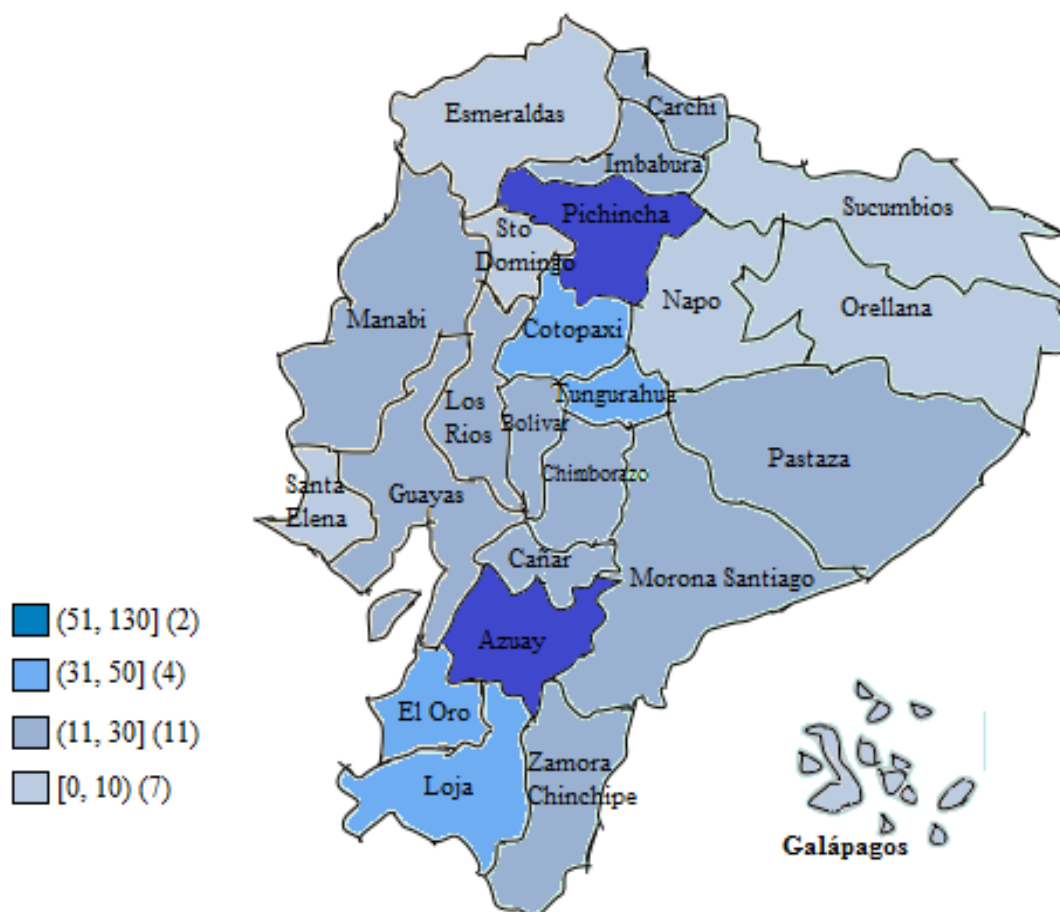 Carchi
Esmeraldas
Imbabura
Pichincha
Sucumbios
Sto
Domingo
Napo
Orellana
Manabi
Cotopaxi
Tungurahua
Los
Rios
Bolivar
Pastaza
Chimborazo
Santa
Elena
Guayas
Cañar
Morona Santiago
Azuay
El Oro
Zamora
Chinchipe
Loja
Galápagos
(51, 130] (2)
(31, 50] (4)
(11, 30] (11)
[0, 10) (7)